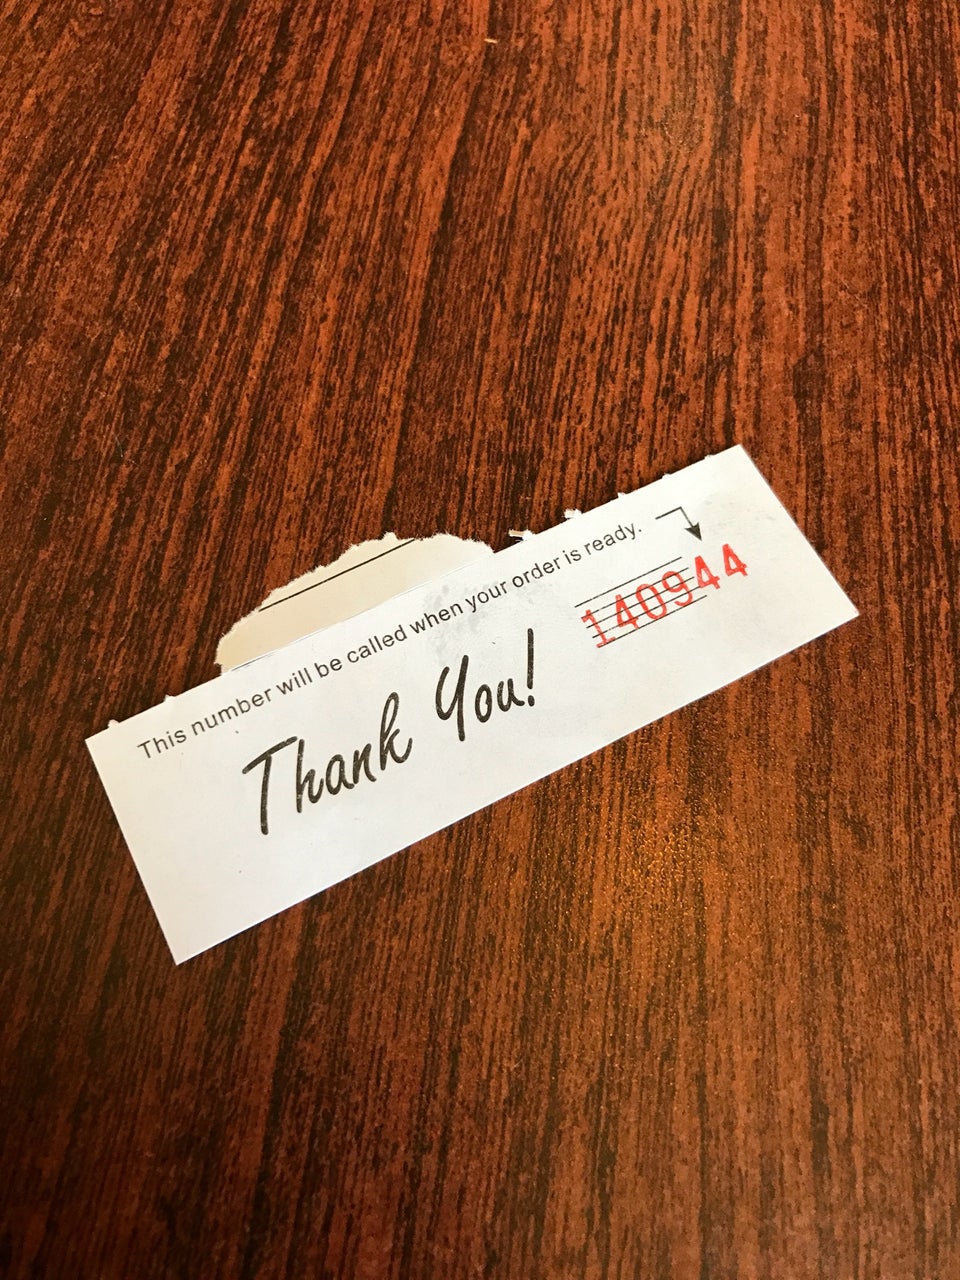 This number will be called when your order is ready.
140944
Thank You!